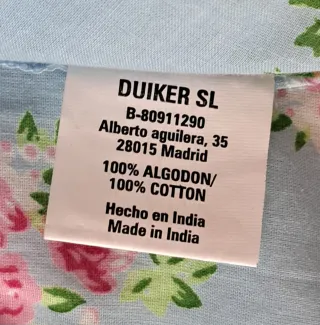 DUIKER SL
B-80911290
Alberto aguilera, 35
28015 Madrid
100% ALGODON/
100% COTTON
Hecho en India
Made in India